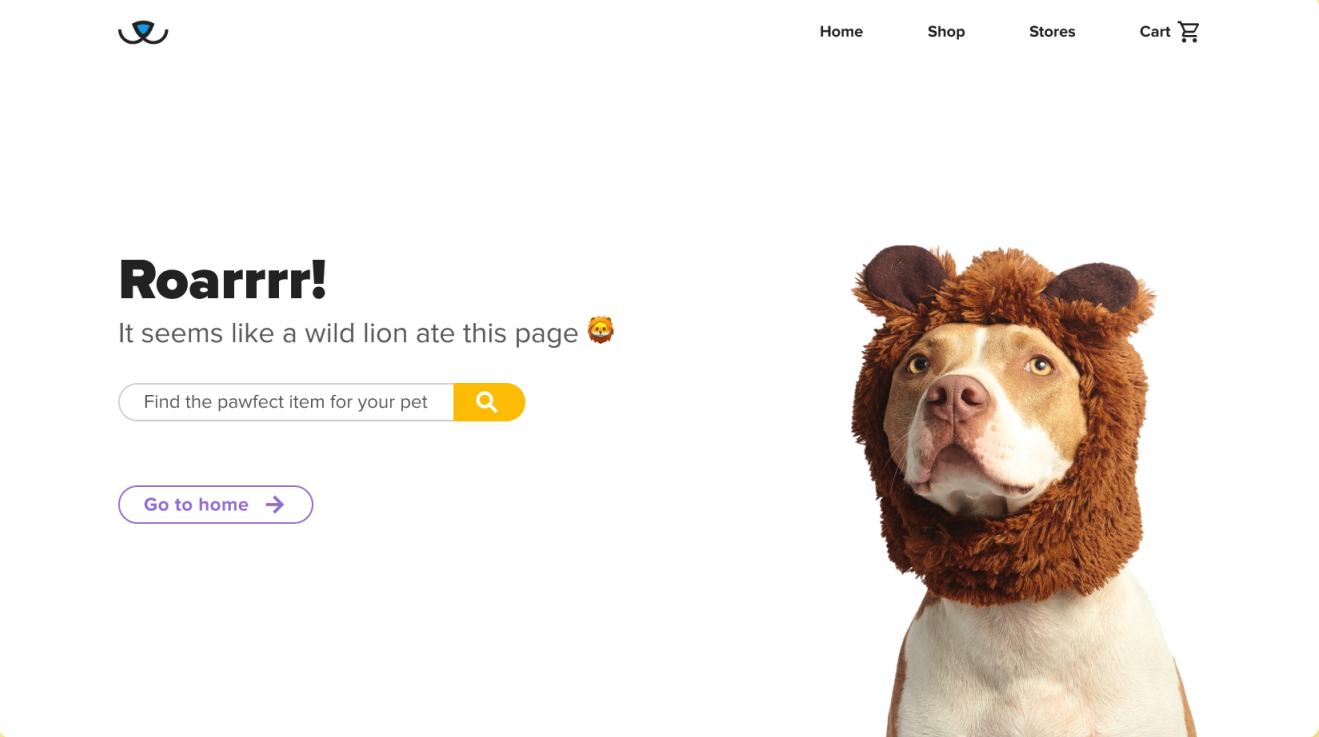 Home Shop Stores Cart
Roarrrr!
It seems like a wild lion ate this page 🦁
Find the pawfect item for your pet
Go to home